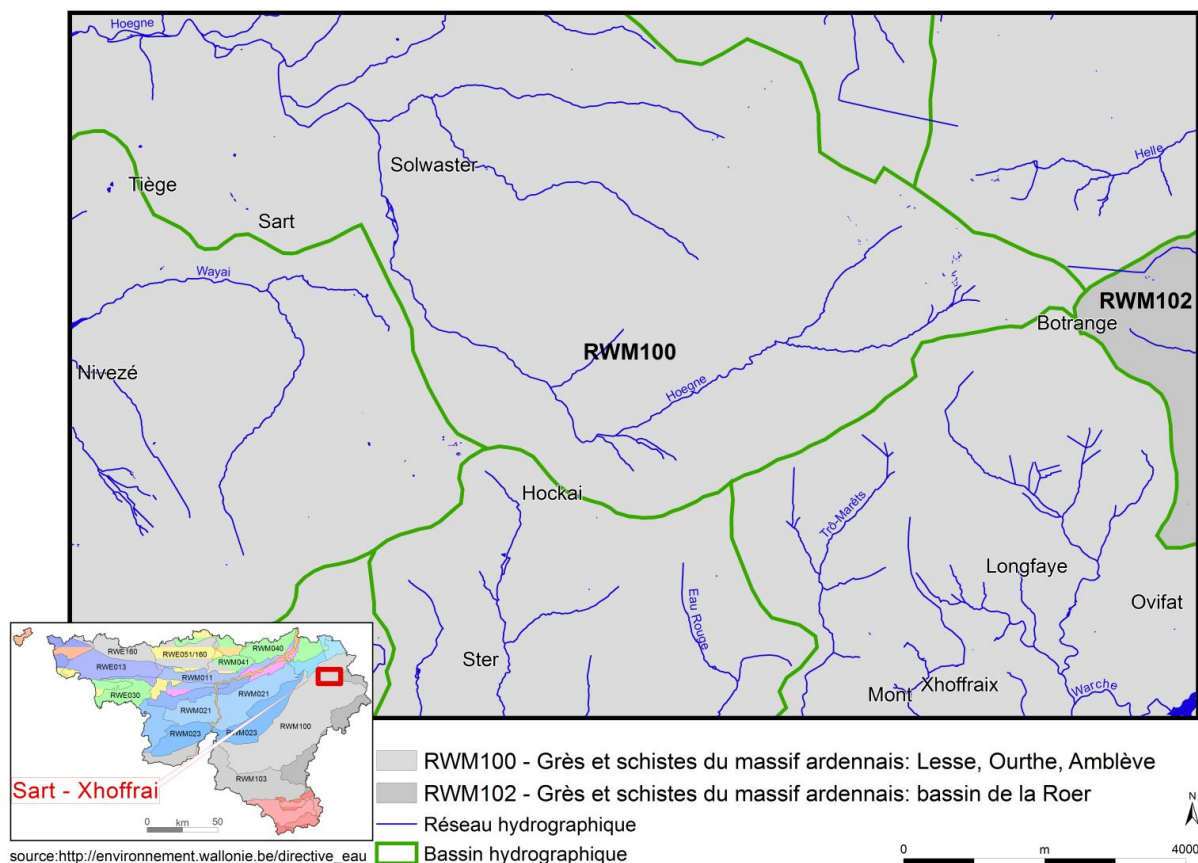 Hoegne
Helle
Solwaster
Tiège
Sart
Wayai
RWM102
Botrange
RWM100
Nivezé
Hoegne
Hockai
Trô-Marêts
Longfaye
Eau Rouge
Ovifat
Ster
Mont
Xhoffraix
Warche
RWE160
RWE051/160
RWM040
RWE013
RWM041
RWM011
RWE030
RWM021
RWM021
RWM023
RWM023
RWM100
RWM103
Sart - Xhoffrai
0 km 50
source:http://environnement.wallonie.be/directive_eau
RWM100 - Grès et schistes du massif ardennais: Lesse, Ourthe, Amblève
RWM102 - Grès et schistes du massif ardennais: bassin de la Roer
Réseau hydrographique
Bassin hydrographique
N
0 m 4000